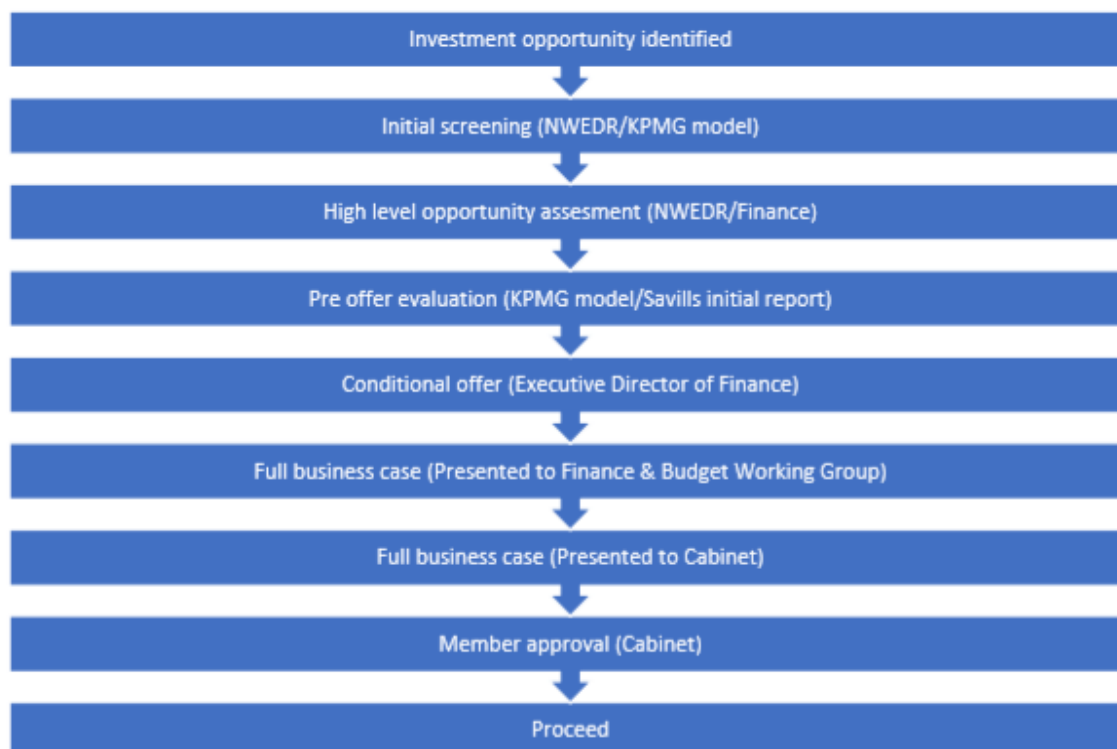 Investment opportunity identified
Initial screening (NWEDR/KPMG model)
High level opportunity assesment (NWEDR/Finance)
Pre offer evaluation (KPMG model/Savills initial report)
Conditional offer (Executive Director of Finance)
Full business case (Presented to Finance & Budget Working Group)
Full business case (Presented to Cabinet)
Member approval (Cabinet)
Proceed